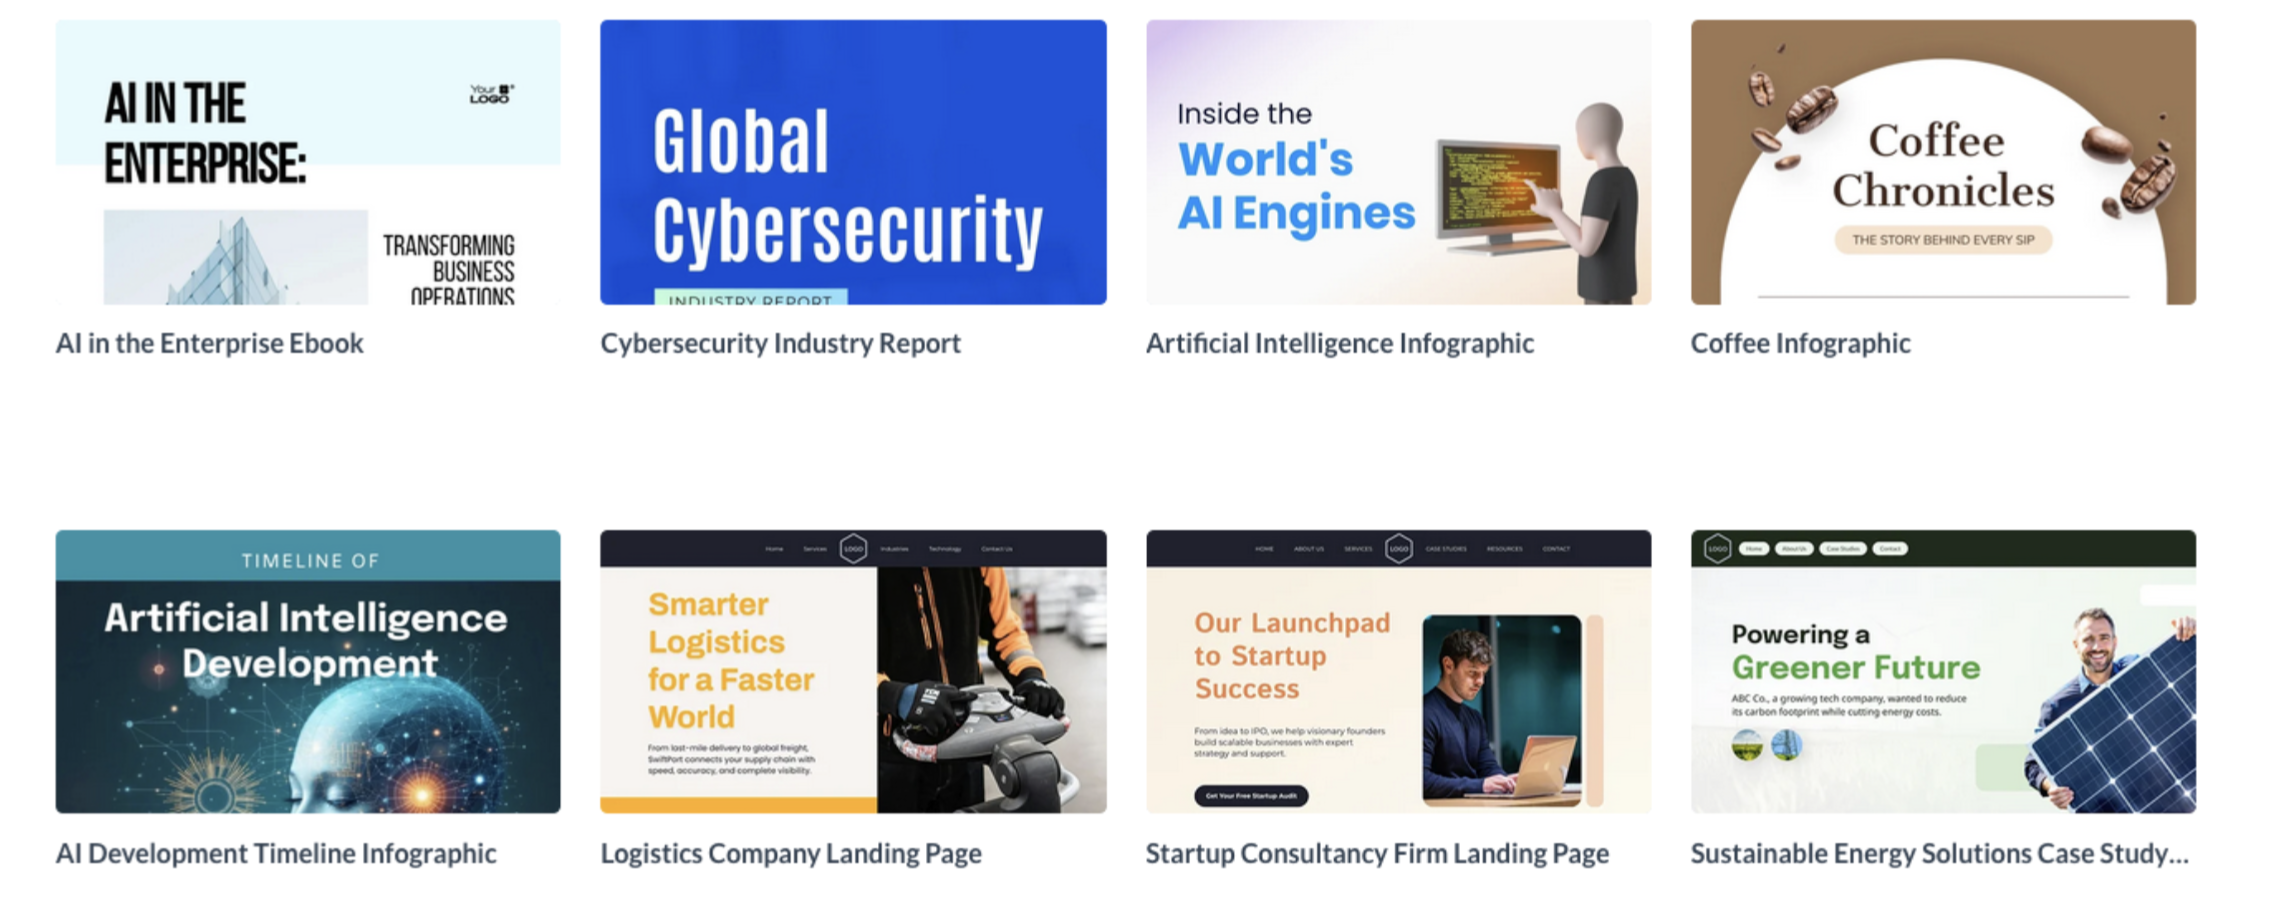 AI IN THE
ENTERPRISE:
Your
LOGO
TRANSFORMING
BUSINESS
OPERATIONS
AI in the Enterprise Ebook
Global
Cybersecurity
INDUSTRY REPORT
Cybersecurity Industry Report
Inside the
World's
AI Engines
Artificial Intelligence Infographic
Coffee
Chronicles
THE STORY BEHIND EVERY SIP
Coffee Infographic
TIMELINE OF
Artificial Intelligence
Development
AI Development Timeline Infographic
Home Services LOGO Industries Technology Contact Us
Smarter
Logistics
for a Faster
World
From last-mile delivery to global freight,
SwiftPort connects your supply chain with
speed, accuracy, and complete visibility.
Logistics Company Landing Page
HOME ABOUT US SERVICES LOGO CASE STUDIES RESOURCES CONTACT
Our Launchpad
to Startup
Success
From idea to IPO, we help visionary founders
build scalable businesses with expert
strategy and support.
Get Your Free Startup Audit
Startup Consultancy Firm Landing Page
LOGO Home About Us Case Studies Contact
Powering a
Greener Future
ABC Co., a growing tech company, wanted to reduce
its carbon footprint while cutting energy costs.
Sustainable Energy Solutions Case Study...